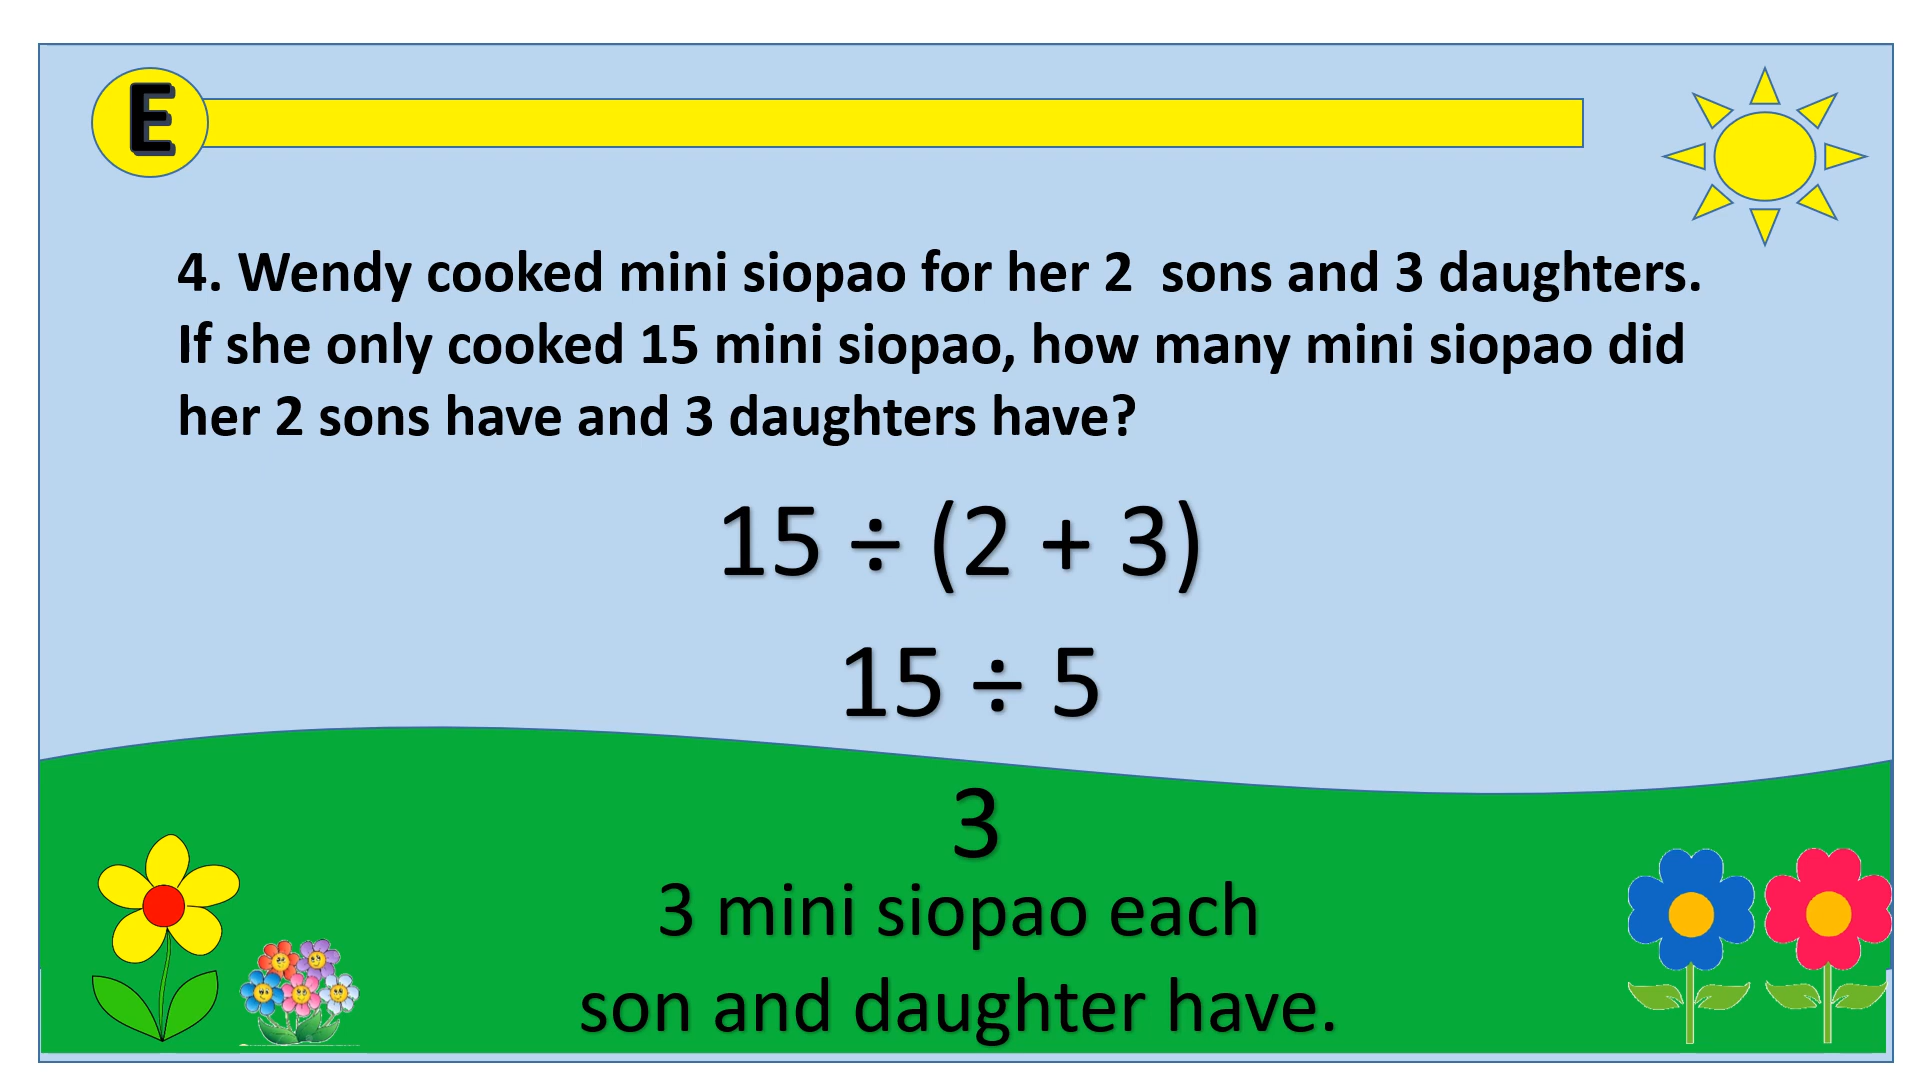 E
4. Wendy cooked mini siopao for her 2  sons and 3 daughters.
If she only cooked 15 mini siopao, how many mini siopao did
her 2 sons have and 3 daughters have?
15 ÷ (2 + 3)
15 ÷ 5
3
3 mini siopao each
son and daughter have.